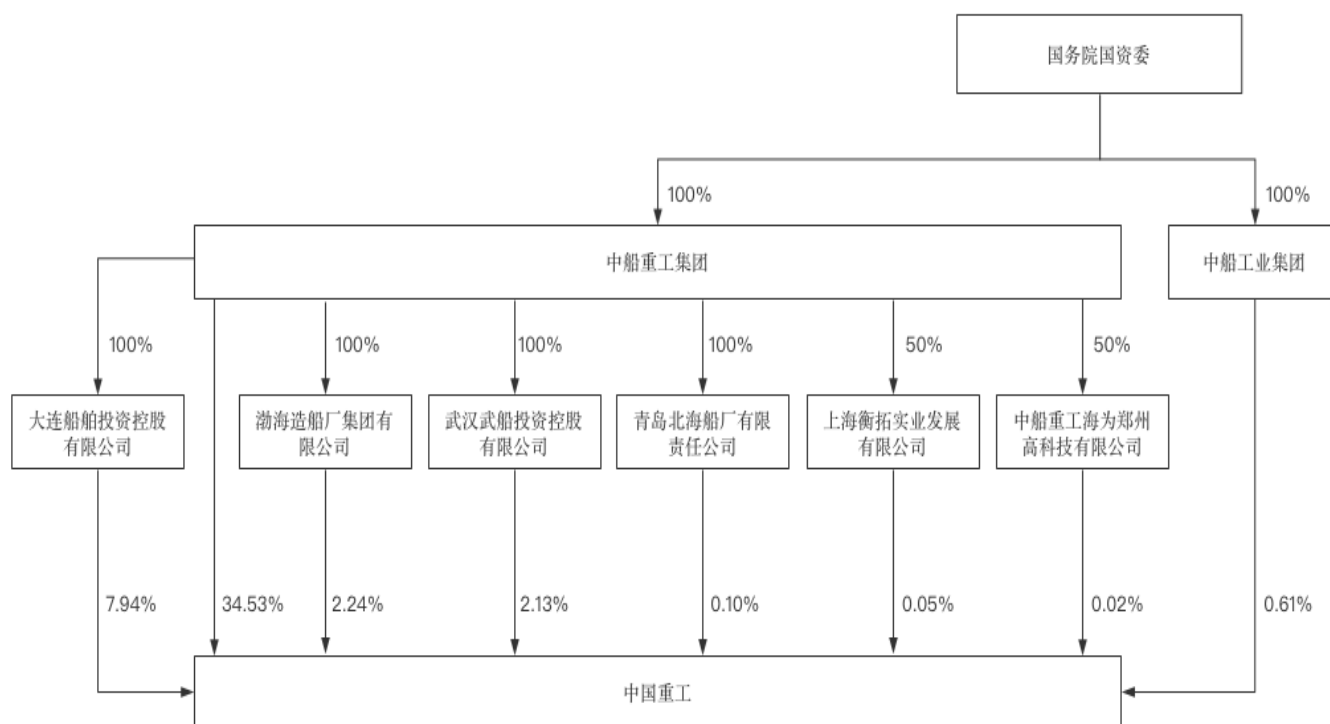 国务院国资委
100%
100%
中船重工集团
中船工业集团
100%
100%
100%
100%
50%
50%
大连船舶投资控股
有限公司
渤海造船厂集团有
限公司
武汉武船投资控股
有限公司
青岛北海船厂有限
责任公司
上海衡拓实业发展
有限公司
中船重工海为郑州
高科技有限公司
7.94%
34.53%
2.24%
2.13%
0.10%
0.05%
0.02%
0.61%
中国重工